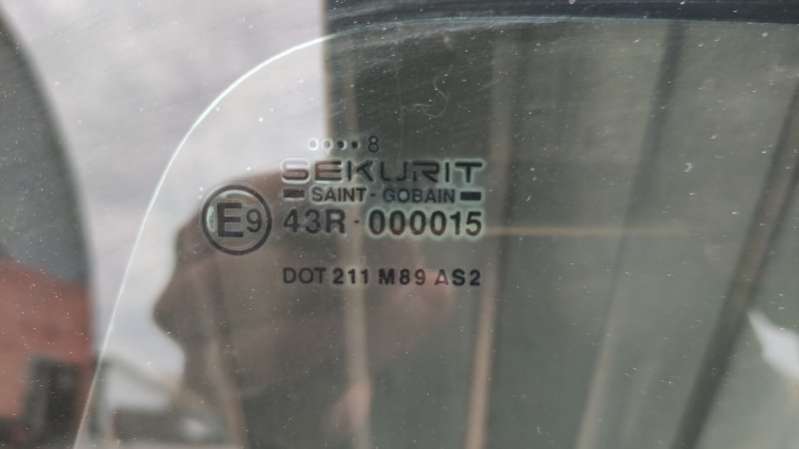 8
SEKURIT
SAINT-GOBAIN
E9 43R-000015
DOT 211 M89 AS2